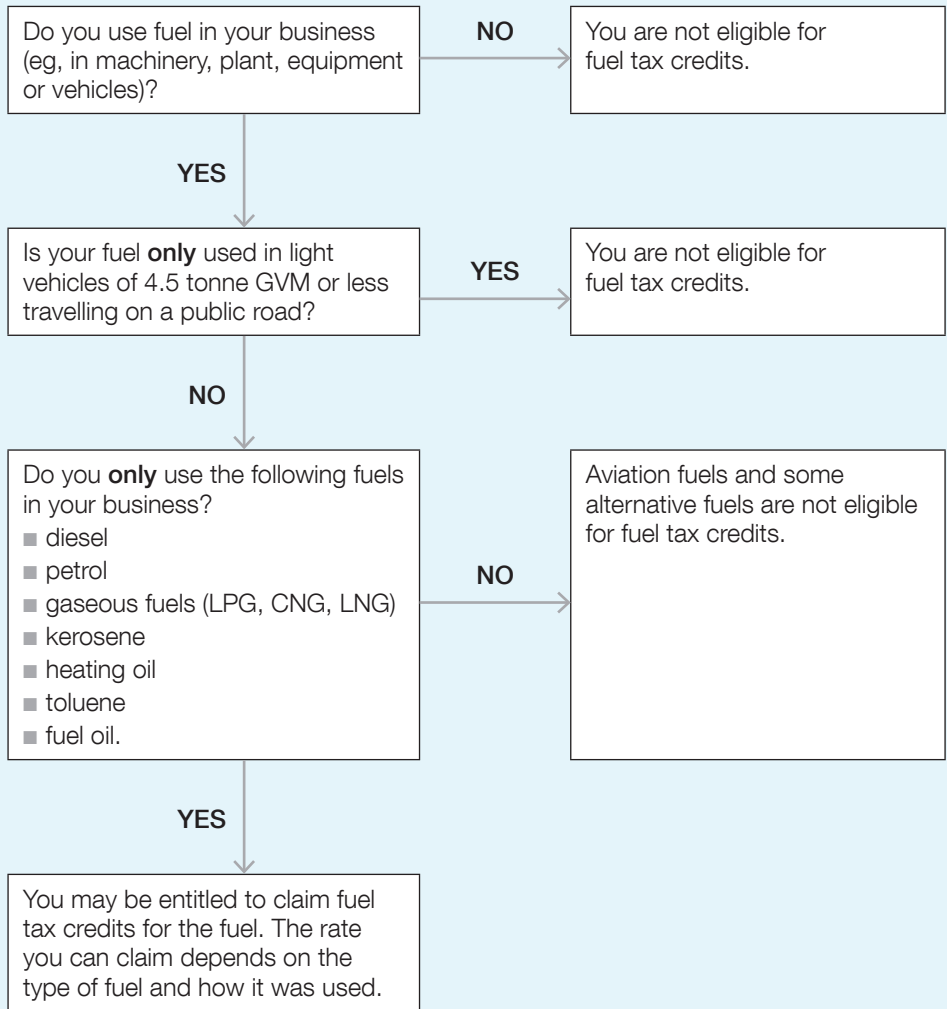 Do you use fuel in your business
(eg, in machinery, plant, equipment
or vehicles)?
NO
You are not eligible for
fuel tax credits.
YES
Is your fuel only used in light
vehicles of 4.5 tonne GVM or less
travelling on a public road?
YES
You are not eligible for
fuel tax credits.
NO
Do you only use the following fuels
in your business?
■ diesel
■ petrol
■ gaseous fuels (LPG, CNG, LNG)
■ kerosene
■ heating oil
■ toluene
■ fuel oil.
NO
Aviation fuels and some
alternative fuels are not eligible
for fuel tax credits.
YES
You may be entitled to claim fuel
tax credits for the fuel. The rate
you can claim depends on the
type of fuel and how it was used.